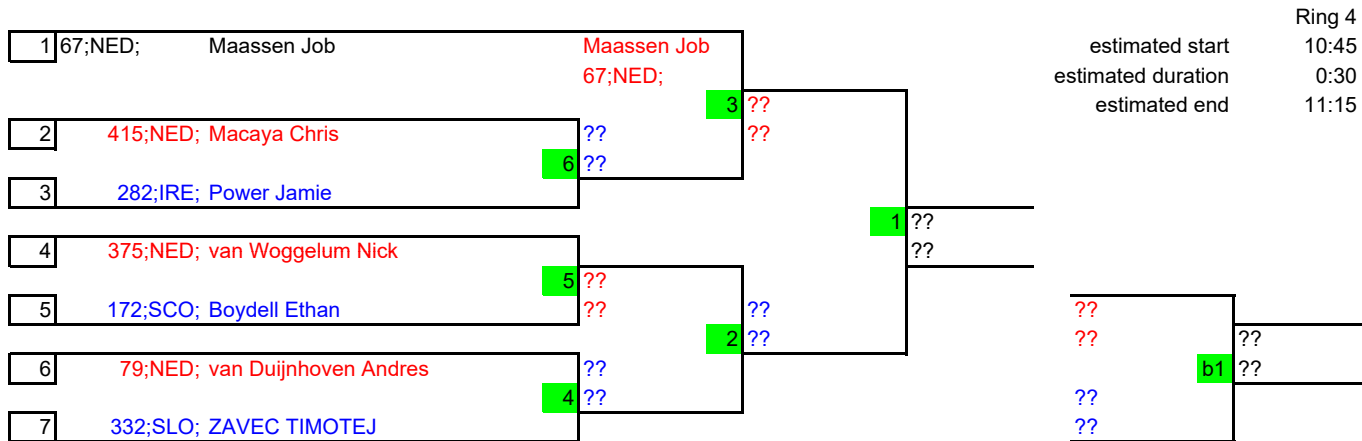 Ring 4
1 67;NED; Maassen Job Maassen Job estimated start 10:45
67;NED; estimated duration 0:30
3 ?? estimated end 11:15
2 415;NED; Macaya Chris ?? ??
6 ??
3 282;IRE; Power Jamie
1 ??
4 375;NED; van Woggelum Nick ??
5 ??
5 172;SCO; Boydell Ethan ?? ?? ??
2 ?? ?? ??
6 79;NED; van Duijnhoven Andres ?? b1 ??
4 ?? ??
7 332;SLO; ZAVEC TIMOTEJ ??